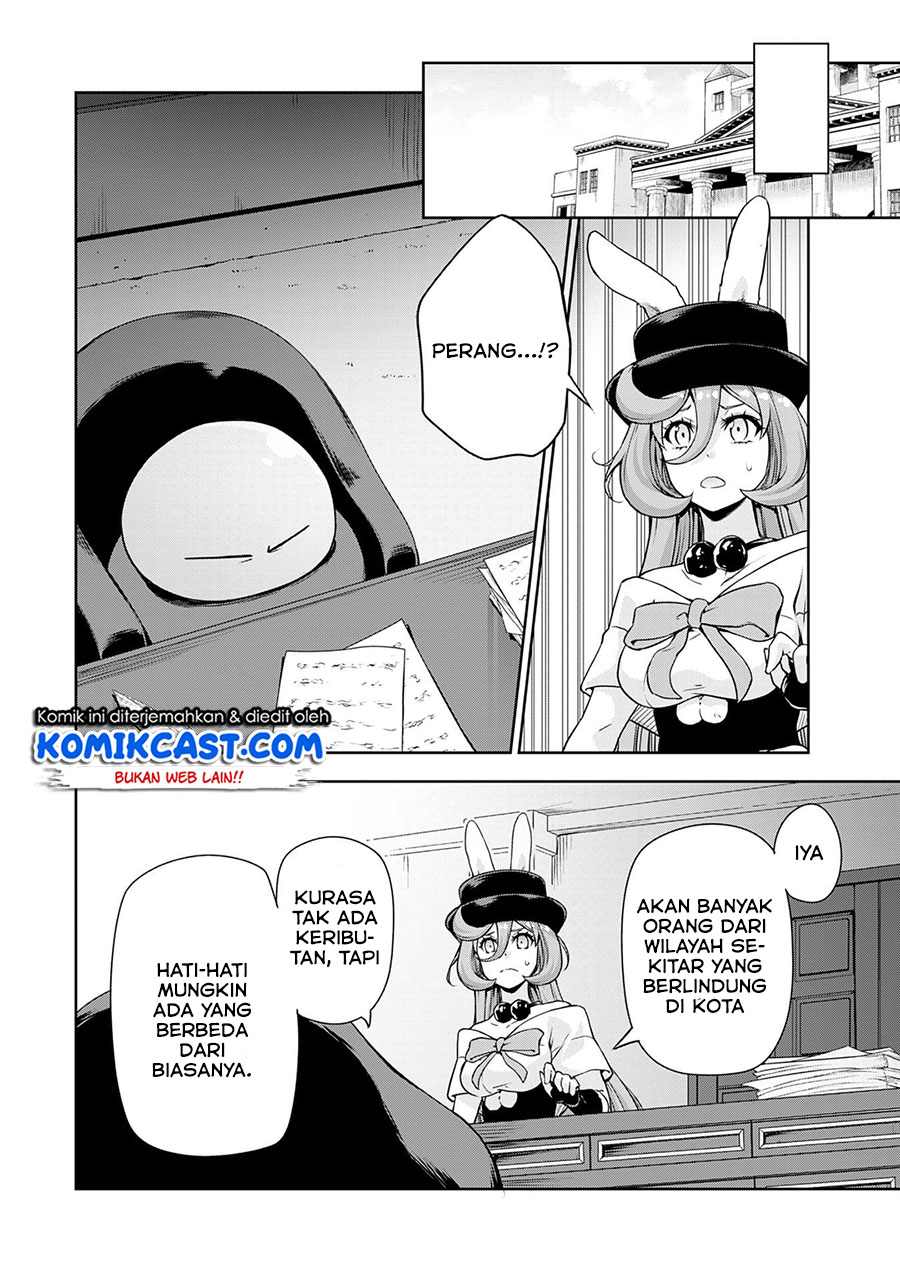 PERANG...!?
Komik ini diterjemahkan & diedit oleh
KOMIKCAST.COM
BUKAN WEB LAIN!!
IYA
AKAN BANYAK
ORANG DARI
WILAYAH SE-
KITAR YANG
BERLINDUNG
DI KOTA
KURASA
TAK ADA
KERIBU-
TAN, TAPI
HATI-HATI
MUNGKIN
ADA YANG
BERBEDA
DARI
BIASANYA.